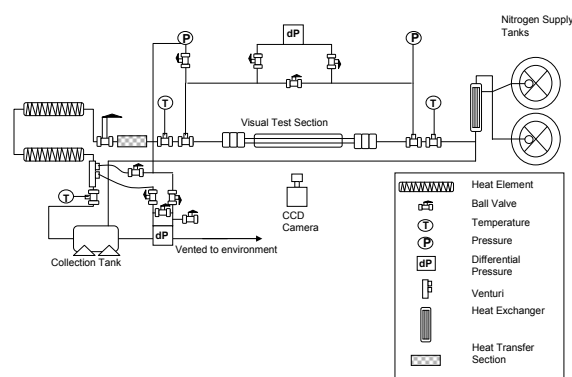 Nitrogen Supply
Tanks
P
dP
P
T
T
Visual Test Section
T
CCD
Camera
dP
Vented to environment
Collection Tank
Heat Element
Ball Valve
T
Temperature
P
Pressure
dP
Differential
Pressure
Venturi
Heat Exchanger
Heat Transfer
Section